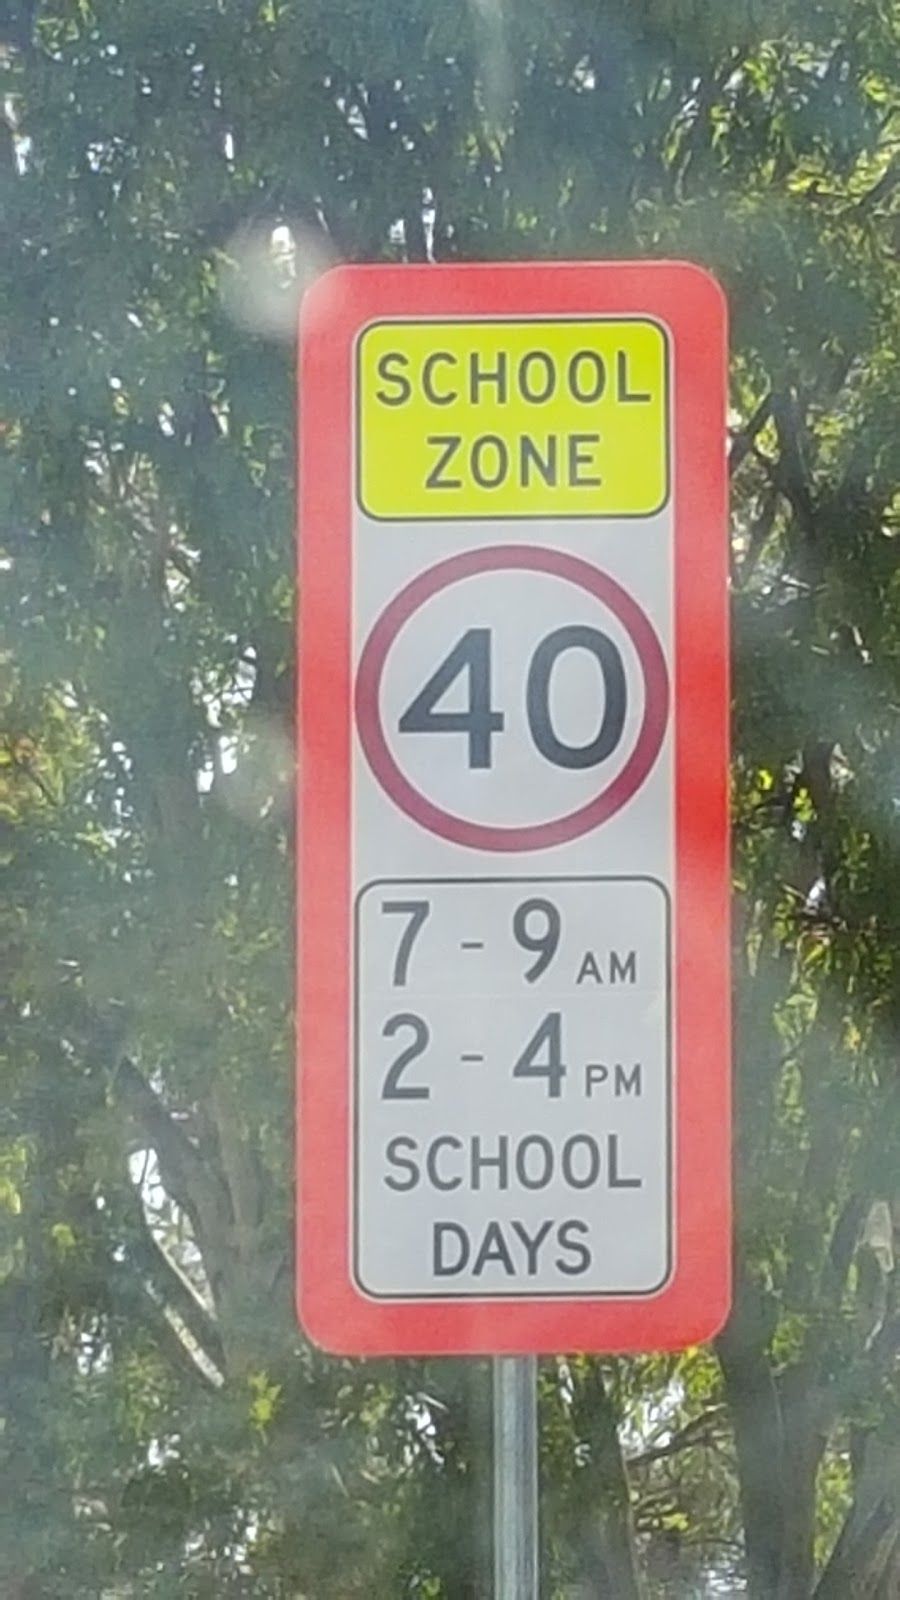 SCHOOL
ZONE
40
7 - 9 AM
2 - 4 PM
SCHOOL
DAYS